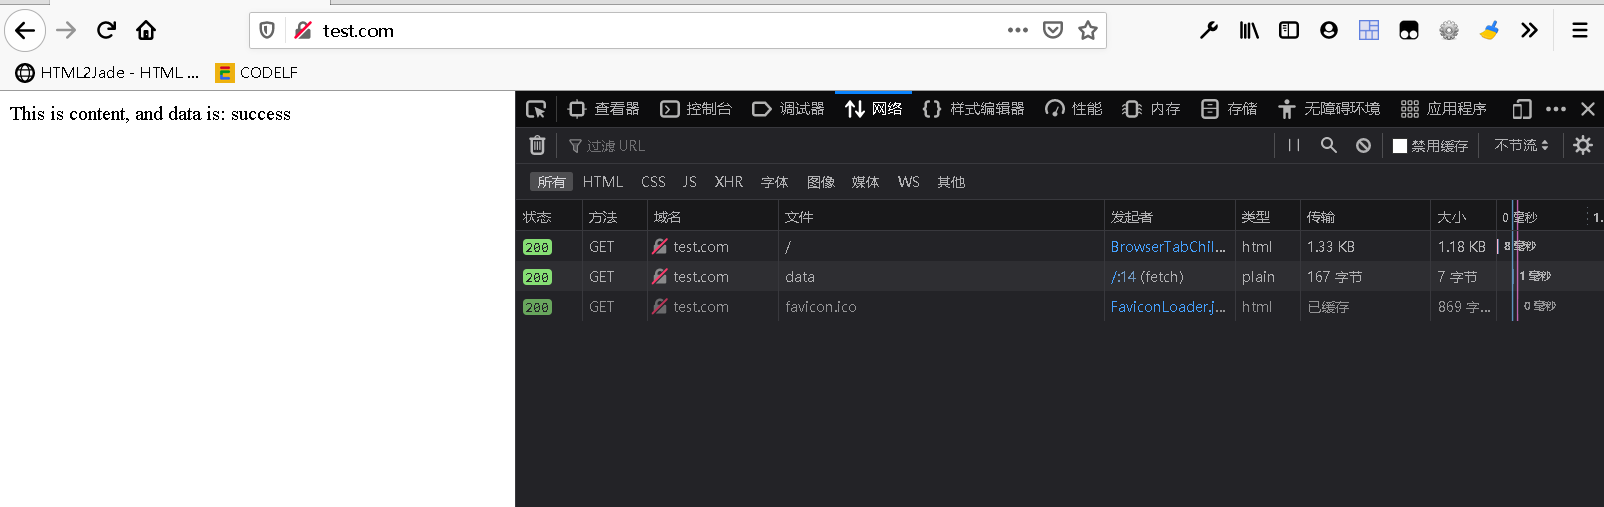 test.com
HTML2Jade - HTML ...
CODELF
This is content, and data is: success
查看器 控制台 调试器 网络 样式编辑器 性能 内存 存储 无障碍环境 应用程序
过滤 URL 禁用缓存 不节流
所有 HTML CSS JS XHR 字体 图像 媒体 WS 其他
状态 方法 域名 文件 发起者 类型 传输 大小 0 毫秒 1.
200 GET test.com / BrowserTabChil... html 1.33 KB 1.18 KB 8 毫秒
200 GET test.com data /:14 (fetch) plain 167 字节 7 字节 1 毫秒
200 GET test.com favicon.ico FaviconLoader.j... html 已缓存 869 字... 0 毫秒